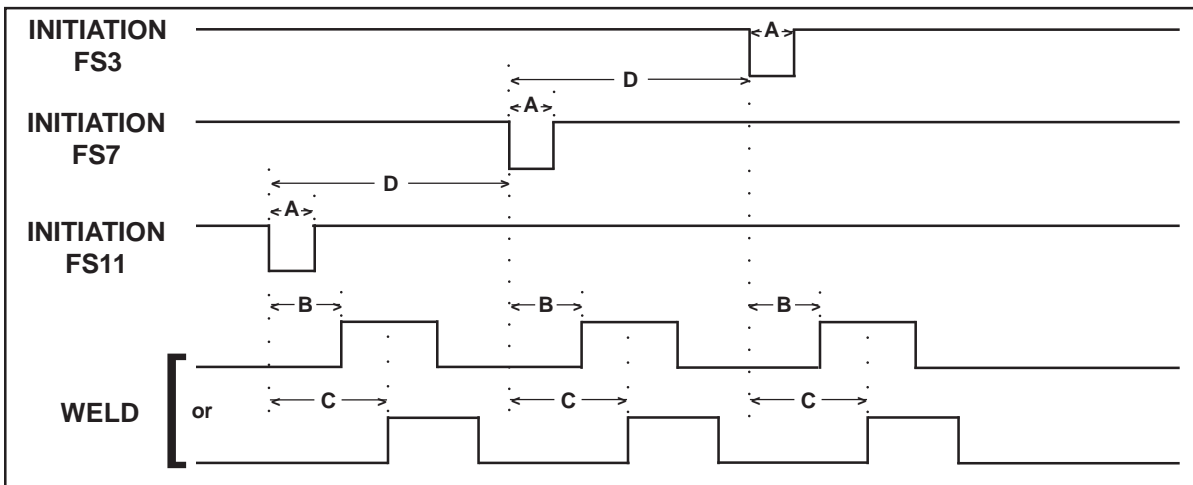 INITIATION
FS3
A
D
INITIATION
FS7
A
D
INITIATION
FS11
A
B
B
B
WELD
or
C
C
C